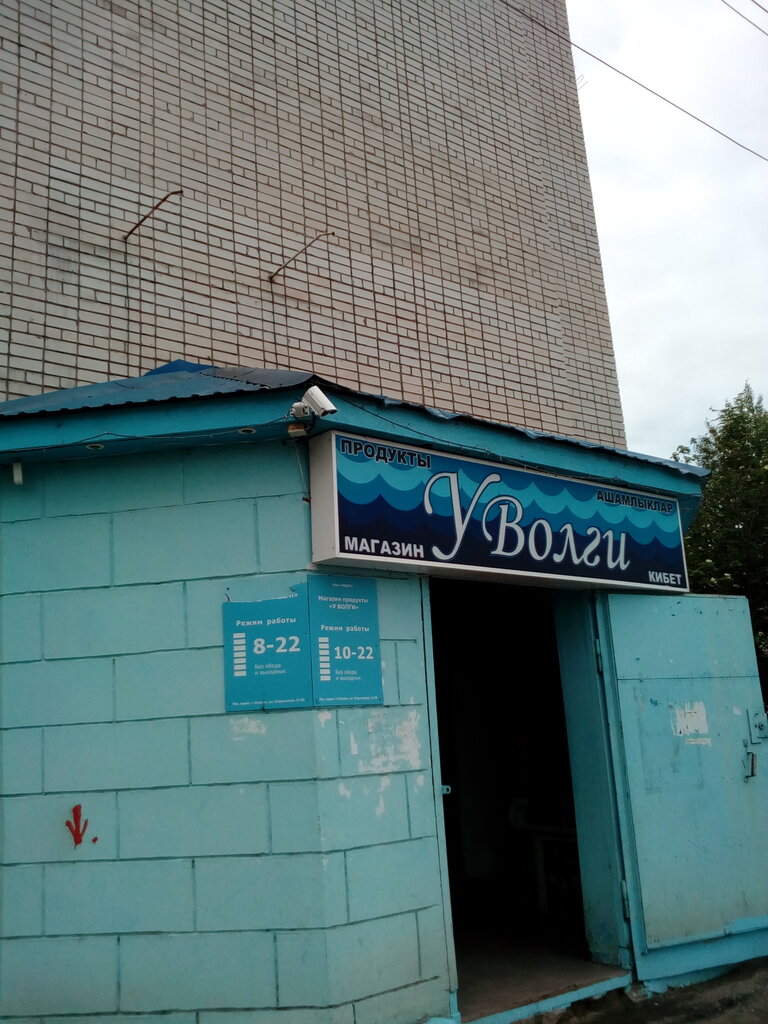 ПРОДУКТЫ
АШАМЛЫКЛАР
У Волги
МАГАЗИН
КИБЕТ
Режим работы
8-22
без обеда
и выходных
Магазин продукты
«У ВОЛГИ»
Режим работы
10-22
без обеда
и выходных